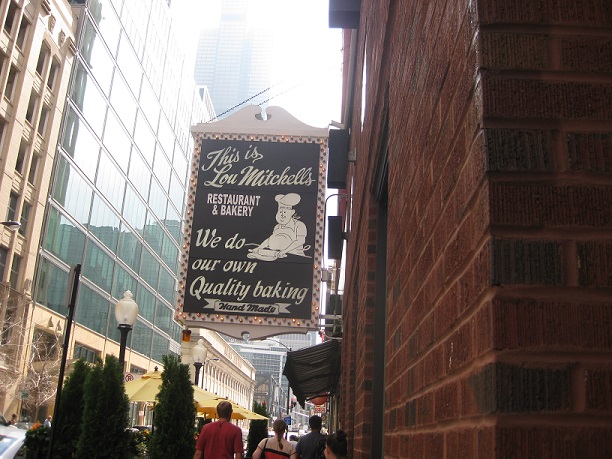 This is
Lou Mitchell's
RESTAURANT
& BAKERY
We do
our own
Quality baking
Hand Made